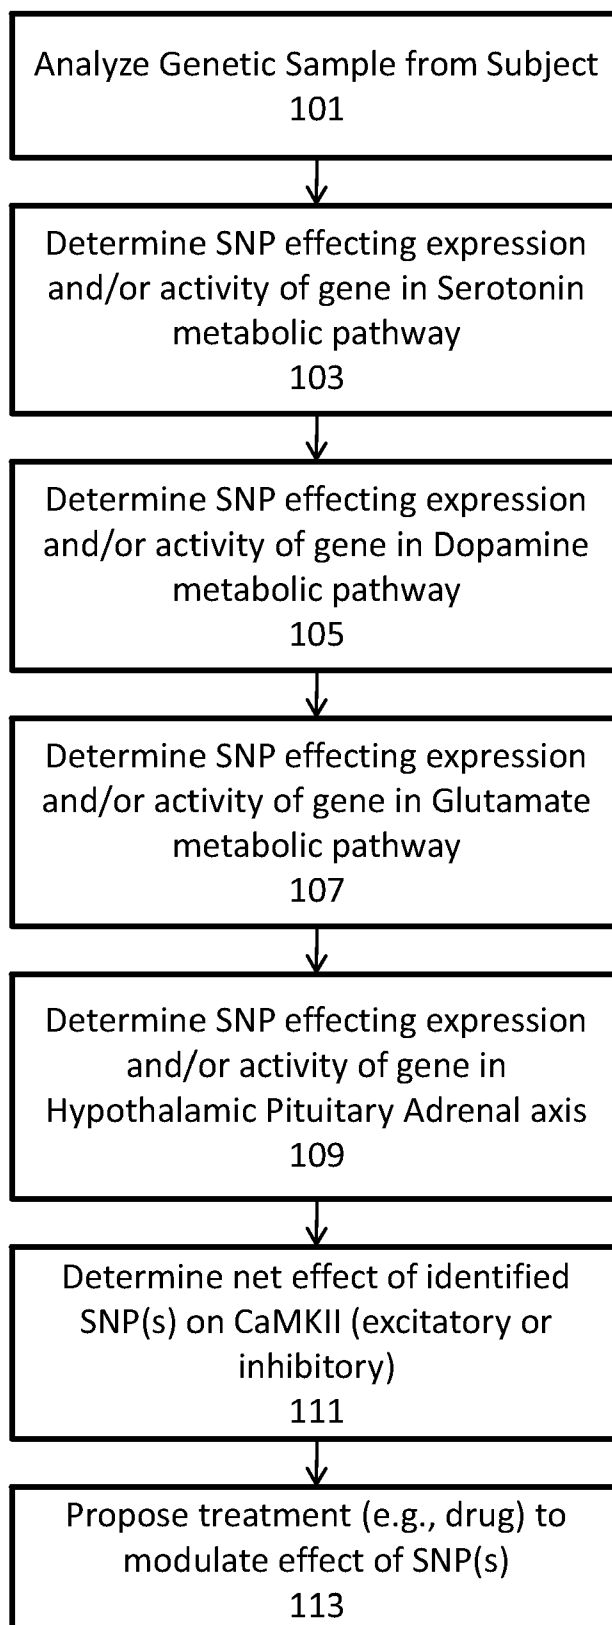 Analyze Genetic Sample from Subject
101
Determine SNP effecting expression
and/or activity of gene in Serotonin
metabolic pathway
103
Determine SNP effecting expression
and/or activity of gene in Dopamine
metabolic pathway
105
Determine SNP effecting expression
and/or activity of gene in Glutamate
metabolic pathway
107
Determine SNP effecting expression
and/or activity of gene in
Hypothalamic Pituitary Adrenal axis
109
Determine net effect of identified
SNP(s) on CaMKII (excitatory or
inhibitory)
111
Propose treatment (e.g., drug) to
modulate effect of SNP(s)
113